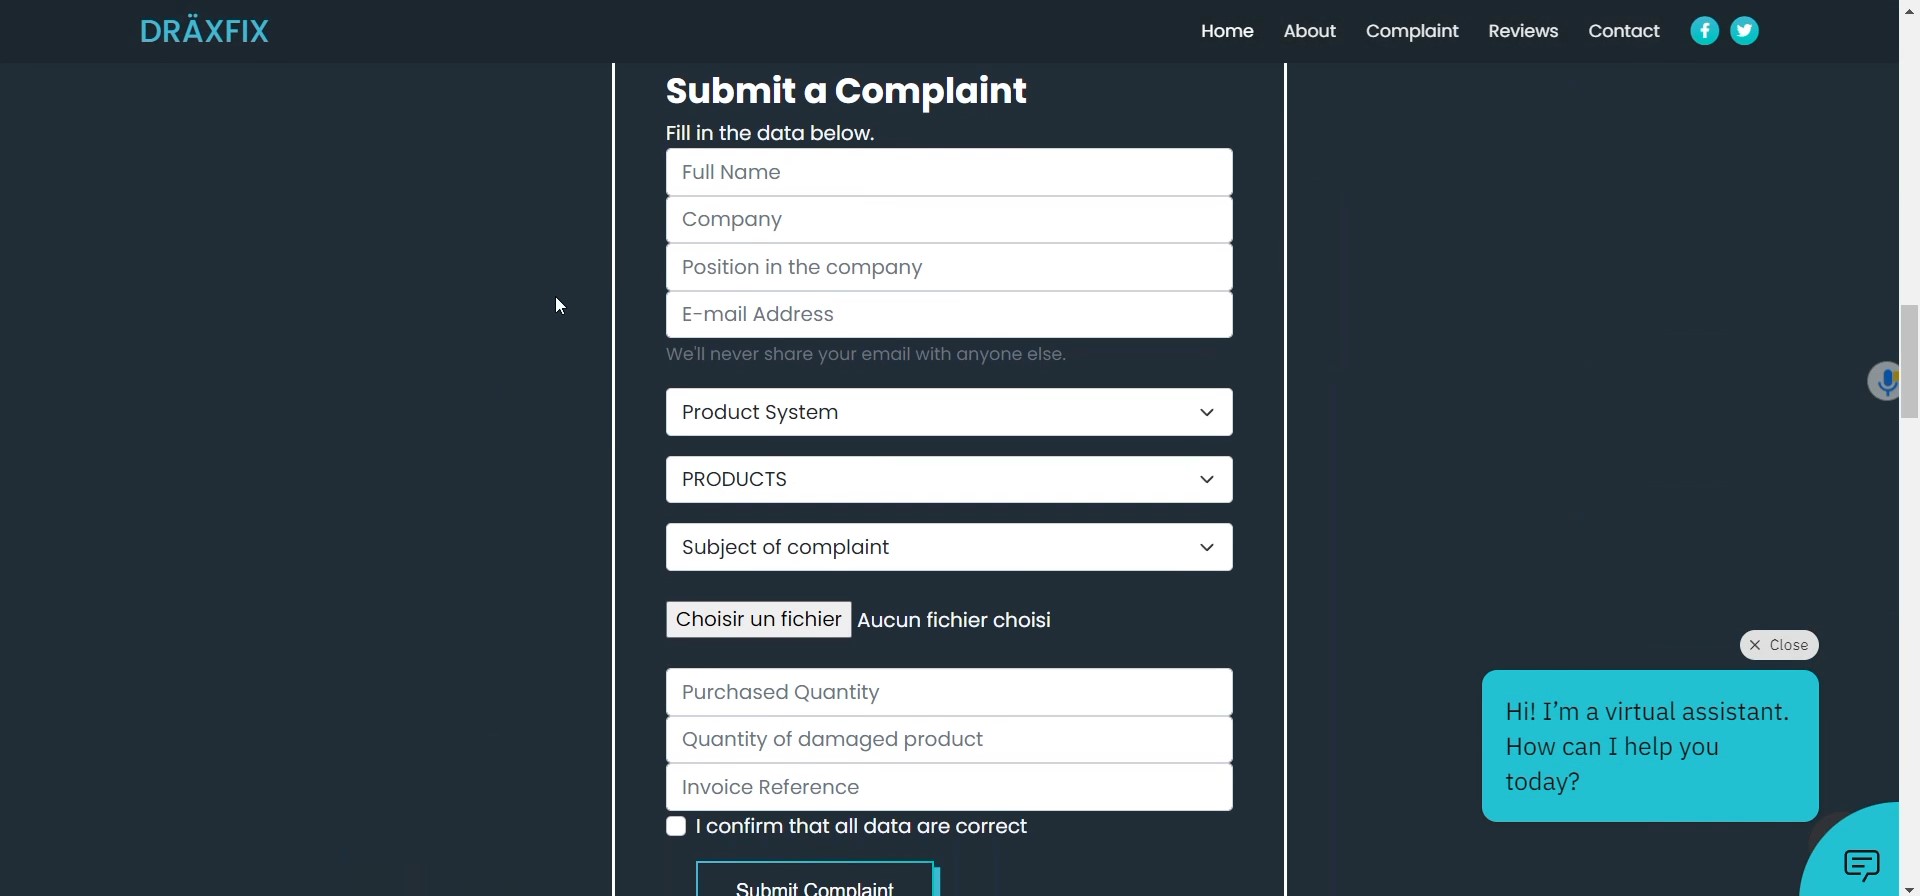 DRÄXFIX
Home About Complaint Reviews Contact
Submit a Complaint
Fill in the data below.
Full Name
Company
Position in the company
E-mail Address
We'll never share your email with anyone else.
Product System
PRODUCTS
Subject of complaint
Choisir un fichier Aucun fichier choisi
Purchased Quantity
Quantity of damaged product
Invoice Reference
I confirm that all data are correct
Submit Complaint
Close
Hi! I’m a virtual assistant.
How can I help you
today?